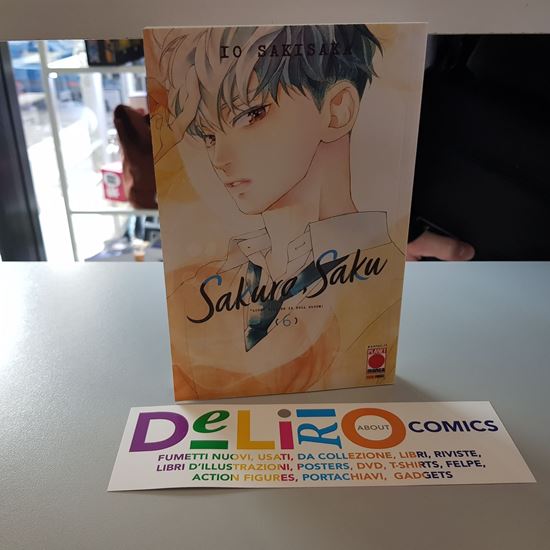 IO SAKISAKA
Sakura, Saku
(6)
PLANET
MANGA
DeLiRiO ABOUT COMICS
FUMETTI NUOVI, USATI, DA COLLEZIONE, LIBRI, RIVISTE,
LIBRI D'ILLUSTRAZIONI, POSTERS, DVD, T-SHIRTS, FELPE,
ACTION FIGURES, PORTACHIAVI, GADGETS